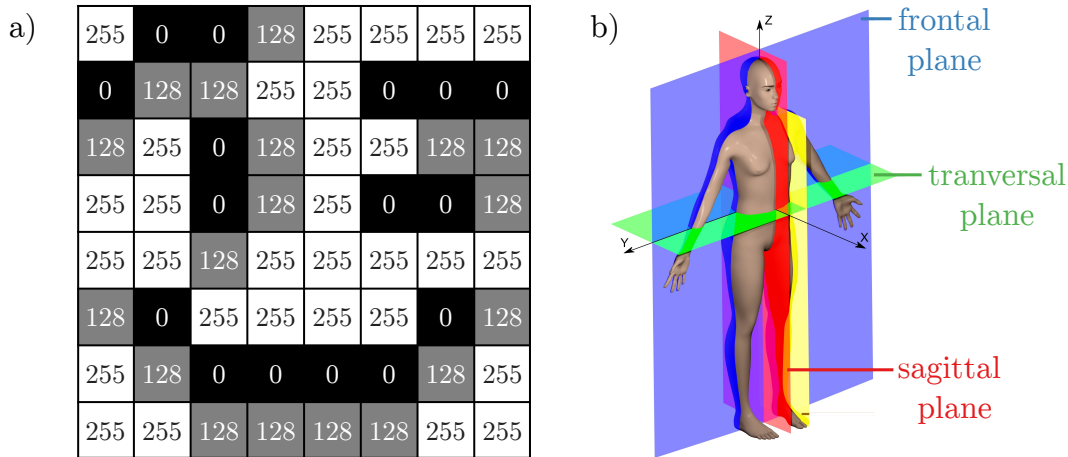 a)
255 0 0 128 255 255 255 255
0 128 128 255 255 0 0 0
128 255 0 128 255 255 128 128
255 255 0 128 255 0 0 128
255 255 128 255 255 255 255 255
128 0 255 255 255 255 0 128
255 128 0 0 0 0 128 255
255 255 128 128 128 128 255 255
b)
Z
frontal
plane
tranversal
plane
Y
X
sagittal
plane